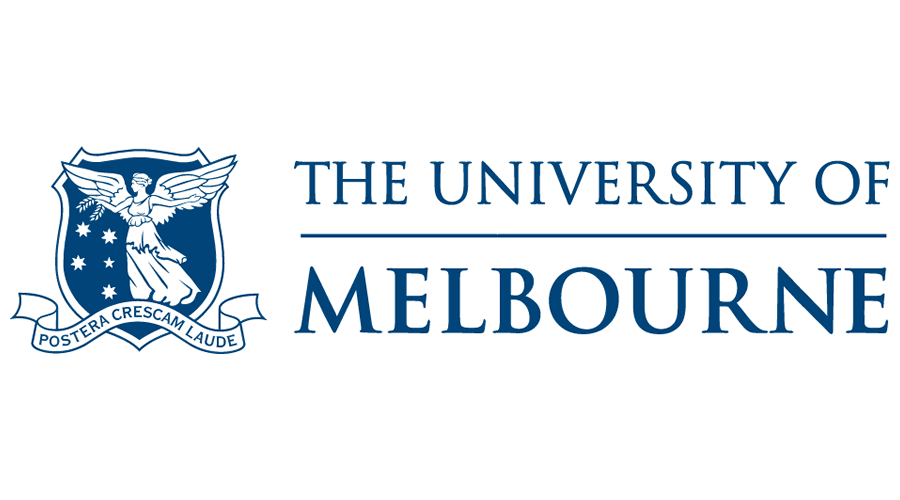 THE UNIVERSITY OF
MELBOURNE
POSTERA CRESCAM LAUDE